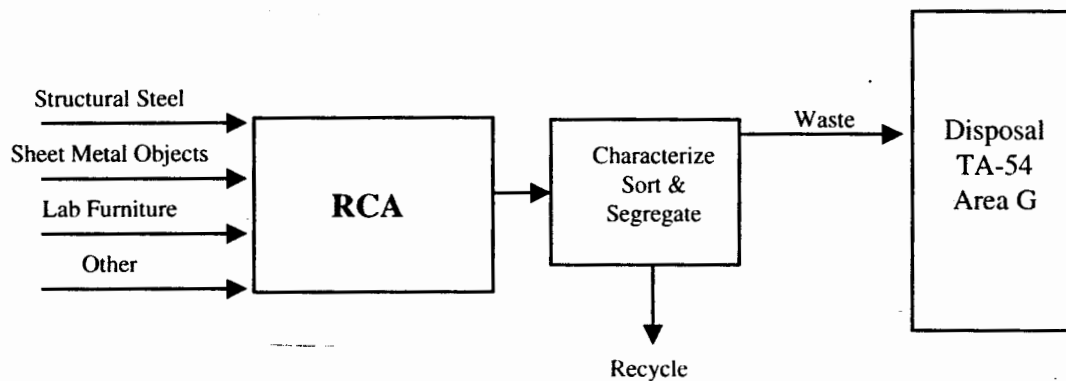 Structural Steel
Sheet Metal Objects
Lab Furniture
Other
RCA
Characterize
Sort &
Segregate
Recycle
Waste
Disposal
TA-54
Area G